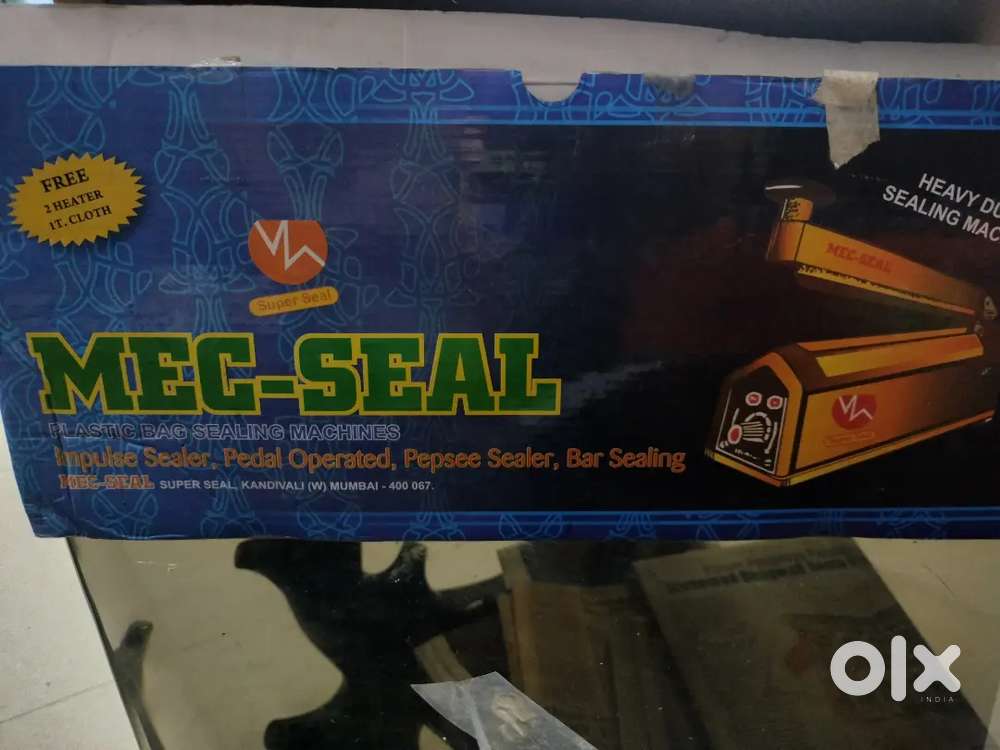 FREE
2 HEATER
1T. CLOTH
Super Seal
HEAVY DU
SEALING MAC
MEC-SEAL
MEC-SEAL
PLASTIC BAG SEALING MACHINES
Impulse Sealer, Pedal Operated, Pepsee Sealer, Bar Sealing
MEC-SEAL SUPER SEAL, KANDIVALI (W) MUMBAI - 400 067.
olx
INDIA